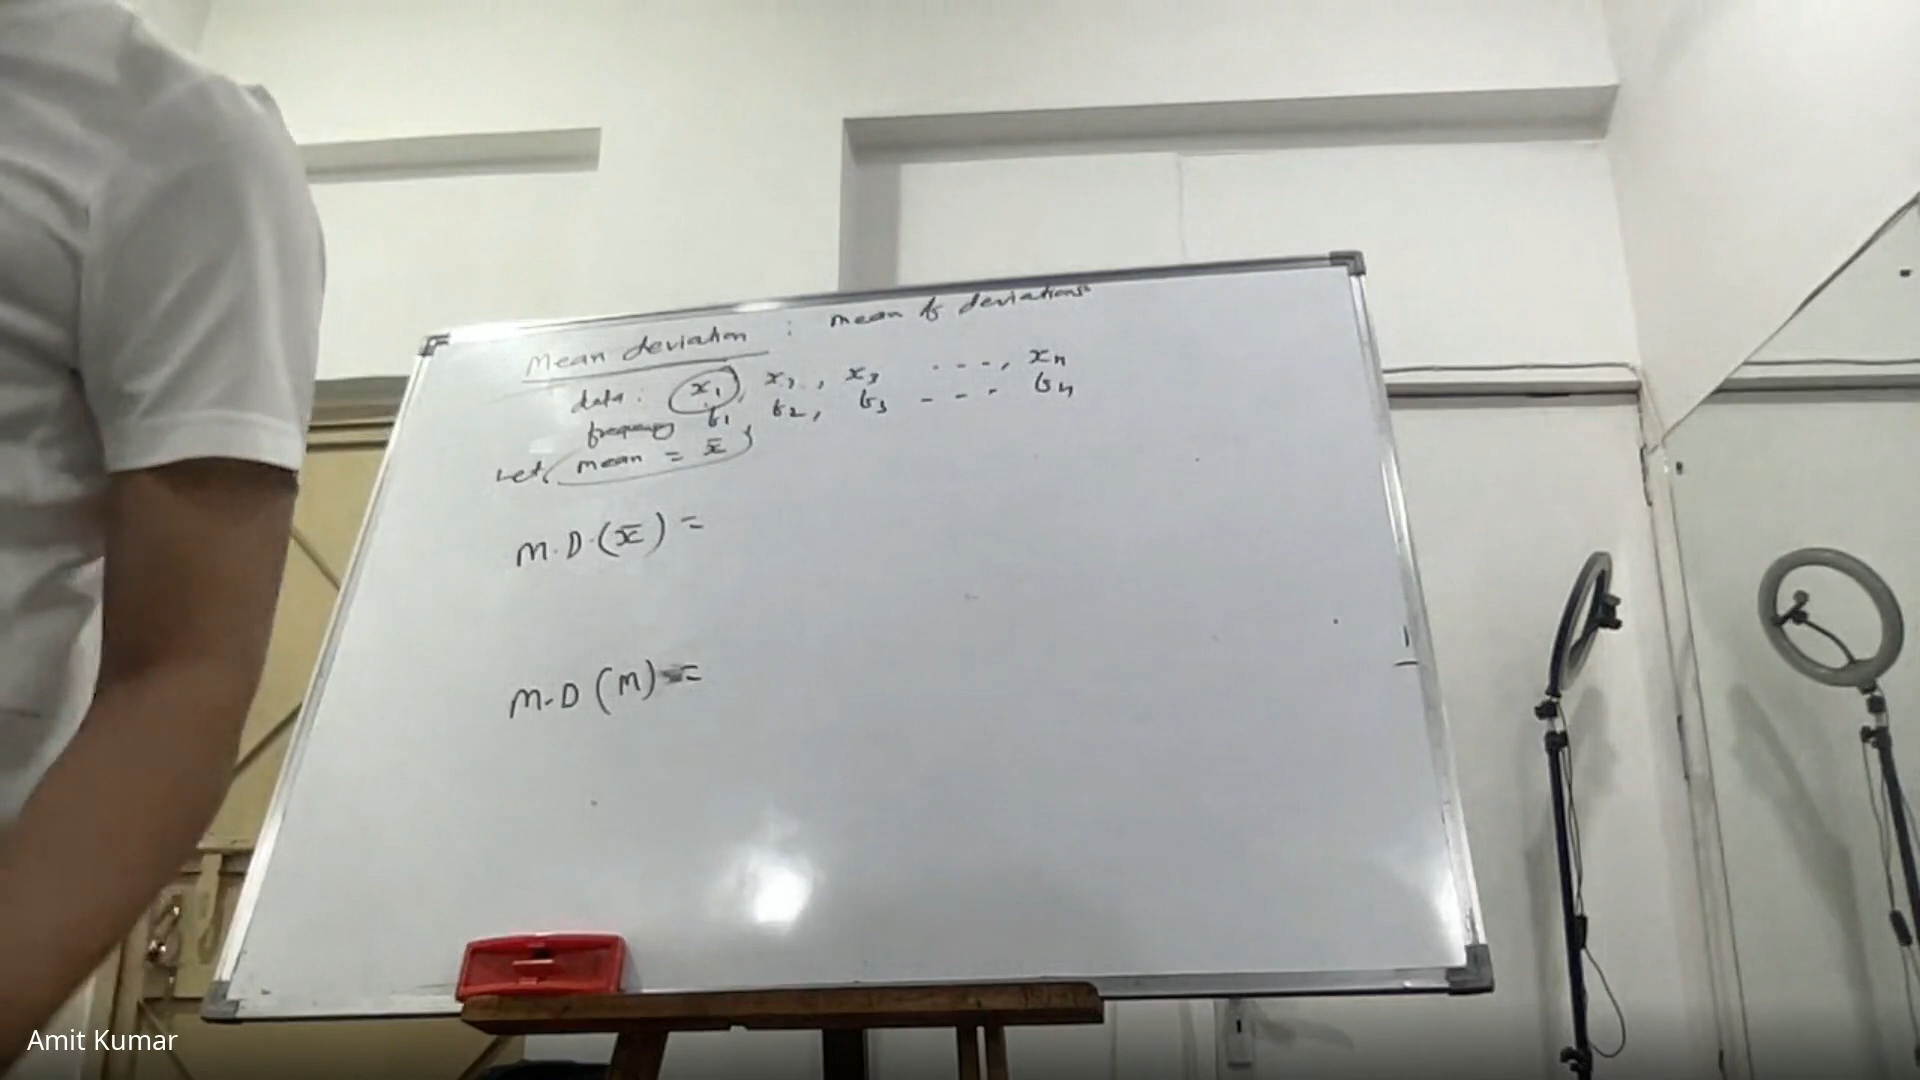 Mean deviation : mean of deviations
data : x₁, x₂, x₃ ...., xₙ
frequency f₁, f₂, f₃ - - - fₙ
Let, mean = x̄
M.D.(x̄) =
M.D (M) =
Amit Kumar